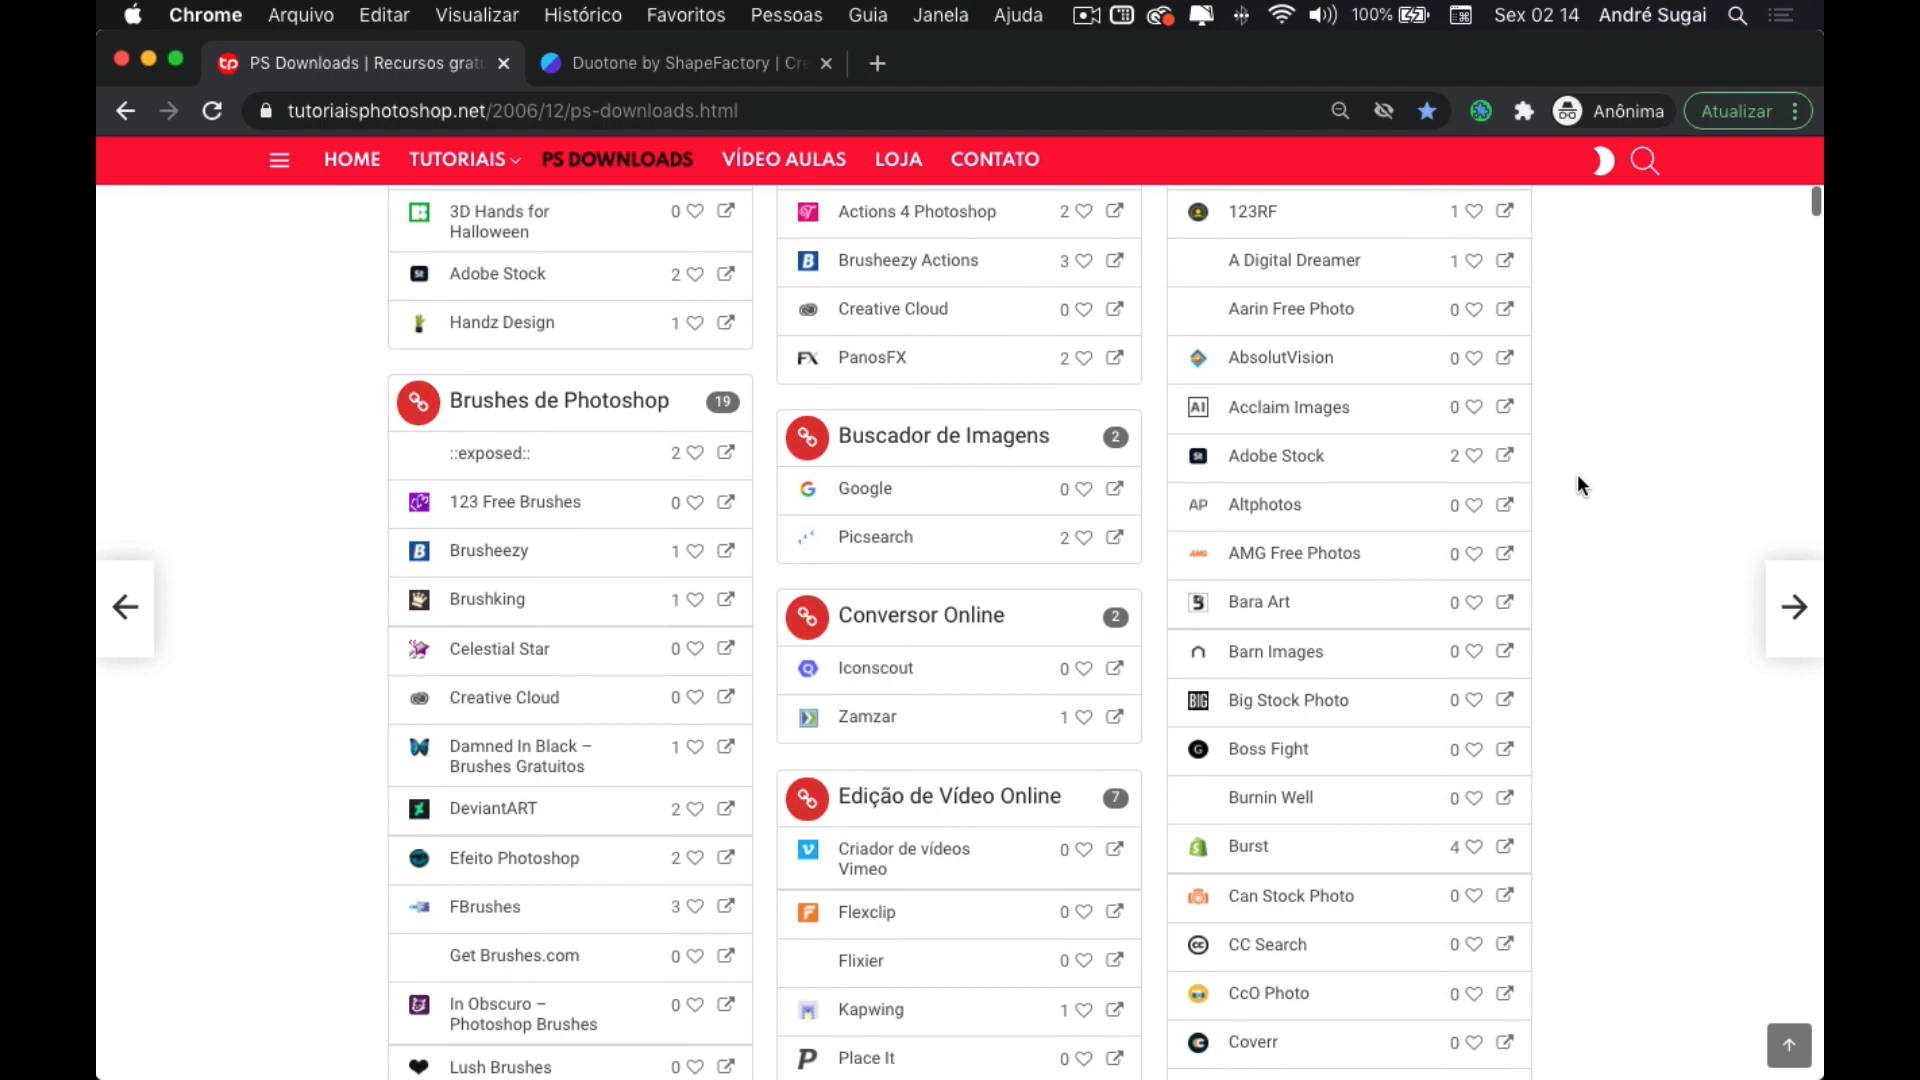 Chrome Arquivo Editar Visualizar Histórico Favoritos Pessoas Guia Janela Ajuda 100% Sex 02 14 André Sugai
PS Downloads | Recursos grat
Duotone by ShapeFactory | Cre
tutoriaisphotoshop.net/2006/12/ps-downloads.html
Anônima
Atualizar
HOME TUTORIAIS PS DOWNLOADS VÍDEO AULAS LOJA CONTATO
3D Hands for
Halloween
0
Adobe Stock 2
Handz Design 1
Brushes de Photoshop 19
::exposed:: 2
123 Free Brushes 0
Brusheezy 1
Brushking 1
Celestial Star 0
Creative Cloud 0
Damned In Black –
Brushes Gratuitos
1
DeviantART 2
Efeito Photoshop 2
FBrushes 3
Get Brushes.com 0
In Obscuro –
Photoshop Brushes
0
Lush Brushes 0
Actions 4 Photoshop 2
Brusheezy Actions 3
Creative Cloud 0
FX PanosFX 2
Buscador de Imagens 2
Google 0
Picsearch 2
Conversor Online 2
Iconscout 0
Zamzar 1
Edição de Vídeo Online 7
Criador de vídeos
Vimeo
0
Flexclip 0
Flixier 0
Kapwing 1
Place It 0
123RF 1
A Digital Dreamer 1
Aarin Free Photo 0
AbsolutVision 0
AI Acclaim Images 0
St Adobe Stock 2
AP Altphotos 0
AMG AMG Free Photos 0
Bara Art 0
Barn Images 0
BIG Big Stock Photo 0
Boss Fight 0
Burnin Well 0
Burst 4
Can Stock Photo 0
cc CC Search 0
CcO Photo 0
Coverr 0